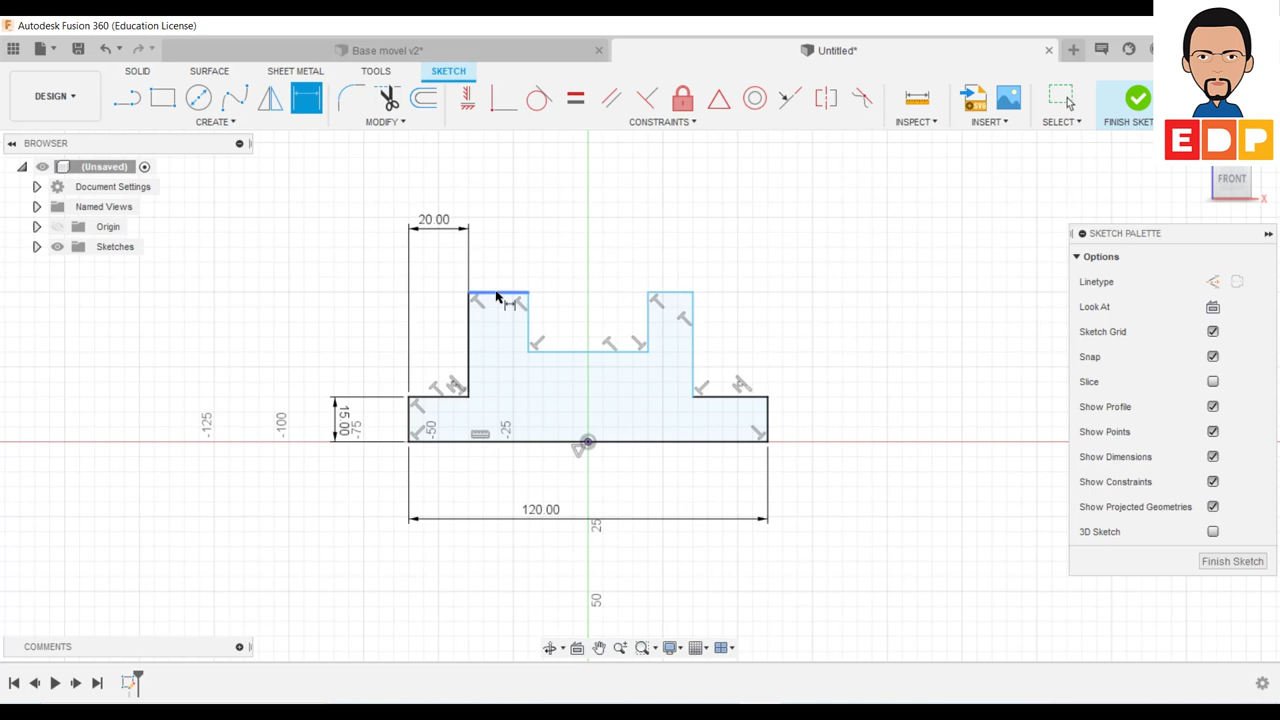 Autodesk Fusion 360 (Education License)
Base movel v2*
Untitled*
SOLID SURFACE SHEET METAL TOOLS SKETCH
DESIGN
CREATE MODIFY CONSTRAINTS INSPECT INSERT SELECT FINISH SKET
EDP
FRONT
X
BROWSER
(Unsaved)
Document Settings
Named Views
Origin
Sketches
20.00
15.00
120.00
-125
-100
-75
-50
-25
25
50
SKETCH PALETTE
Options
Linetype
Look At
Sketch Grid
Snap
Slice
Show Profile
Show Points
Show Dimensions
Show Constraints
Show Projected Geometries
3D Sketch
Finish Sketch
COMMENTS